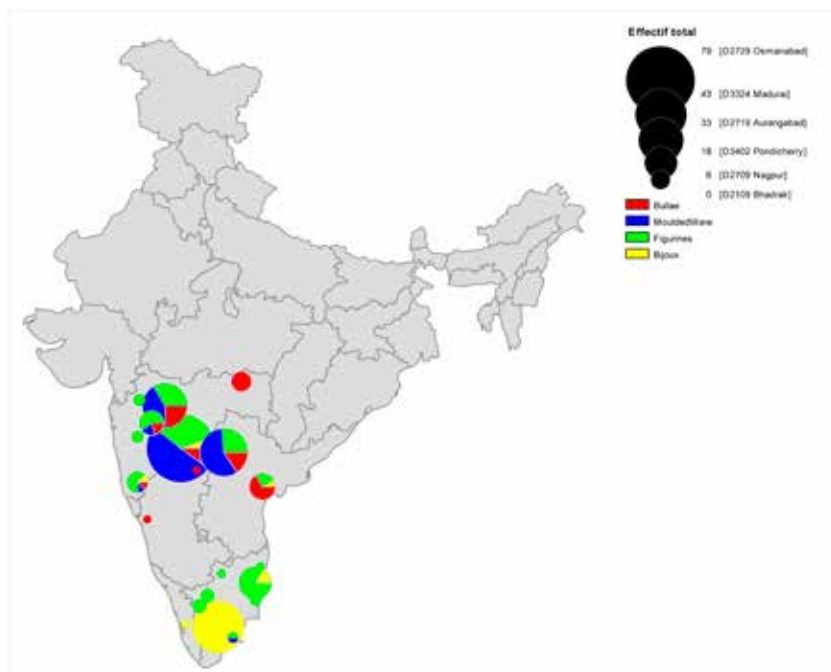 Effectif total
79 [D2729 Osmanabad]
43 [D3324 Madurai]
33 [D2719 Aurangabad]
18 [D3402 Pondicherry]
6 [D2709 Nagpur]
0 [D2109 Bhadrak]
Bullae
MouldedWare
Figurines
Bijoux